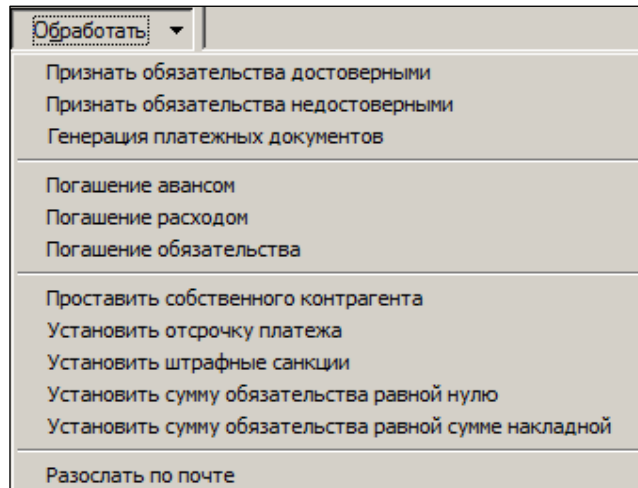 Обработать
Признать обязательства достоверными
Признать обязательства недостоверными
Генерация платежных документов
Погашение авансом
Погашение расходом
Погашение обязательства
Проставить собственного контрагента
Установить отсрочку платежа
Установить штрафные санкции
Установить сумму обязательства равной нулю
Установить сумму обязательства равной сумме накладной
Разослать по почте